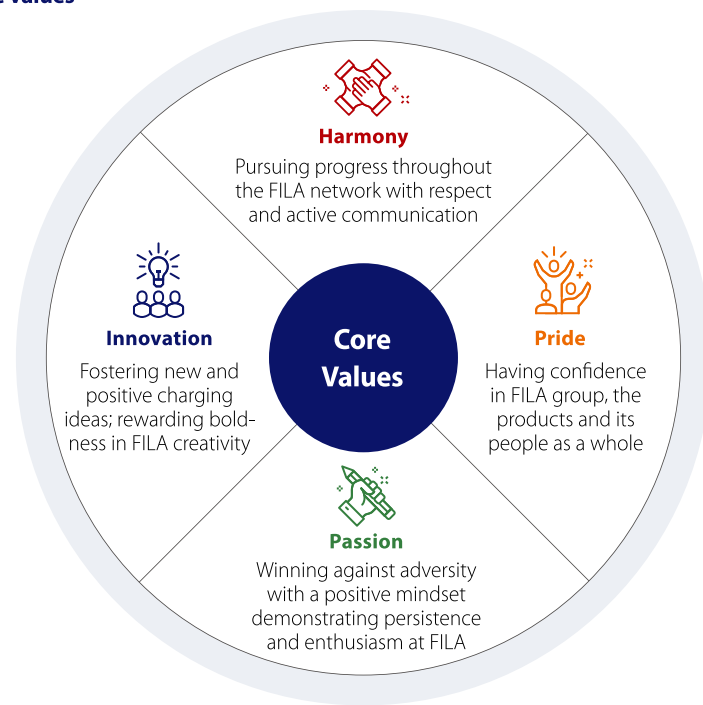 Values
Harmony
Pursuing progress throughout
the FILA network with respect
and active communication
Innovation
Fostering new and
positive charging
ideas; rewarding bold-
ness in FILA creativity
Core
Values
Pride
Having confidence
in FILA group, the
products and its
people as a whole
Passion
Winning against adversity
with a positive mindset
demonstrating persistence
and enthusiasm at FILA